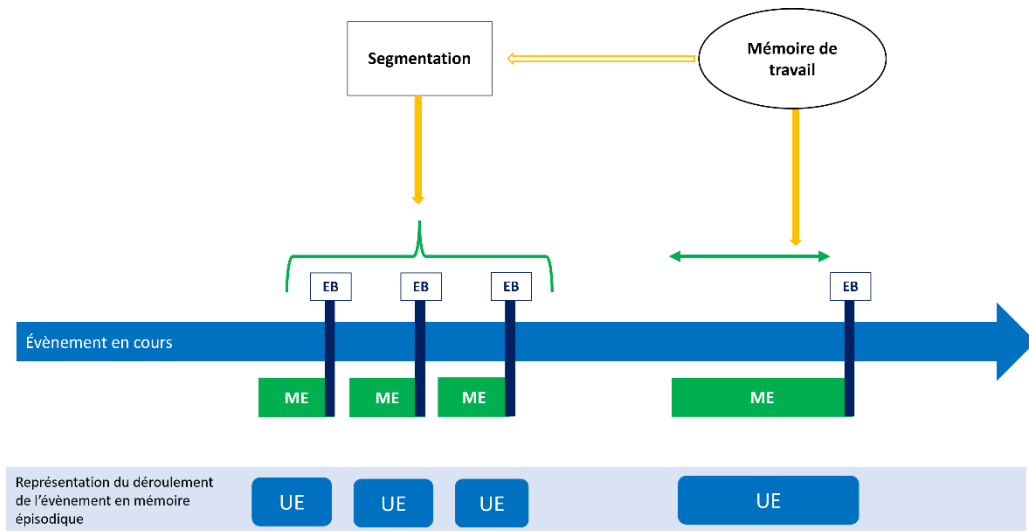 Segmentation
Mémoire de
travail
EB
EB
EB
EB
Évènement en cours
ME
ME
ME
ME
Représentation du déroulement
de l'évènement en mémoire
épisodique
UE
UE
UE
UE